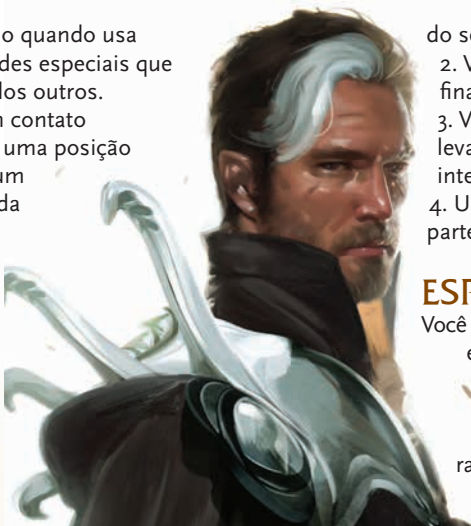 o quando usa
des especiais que
los outros.
contato
uma posição
um
da
do se
2. V
fina
3. V
leva
inte
4. U
parte
ESP
Você
e
ra